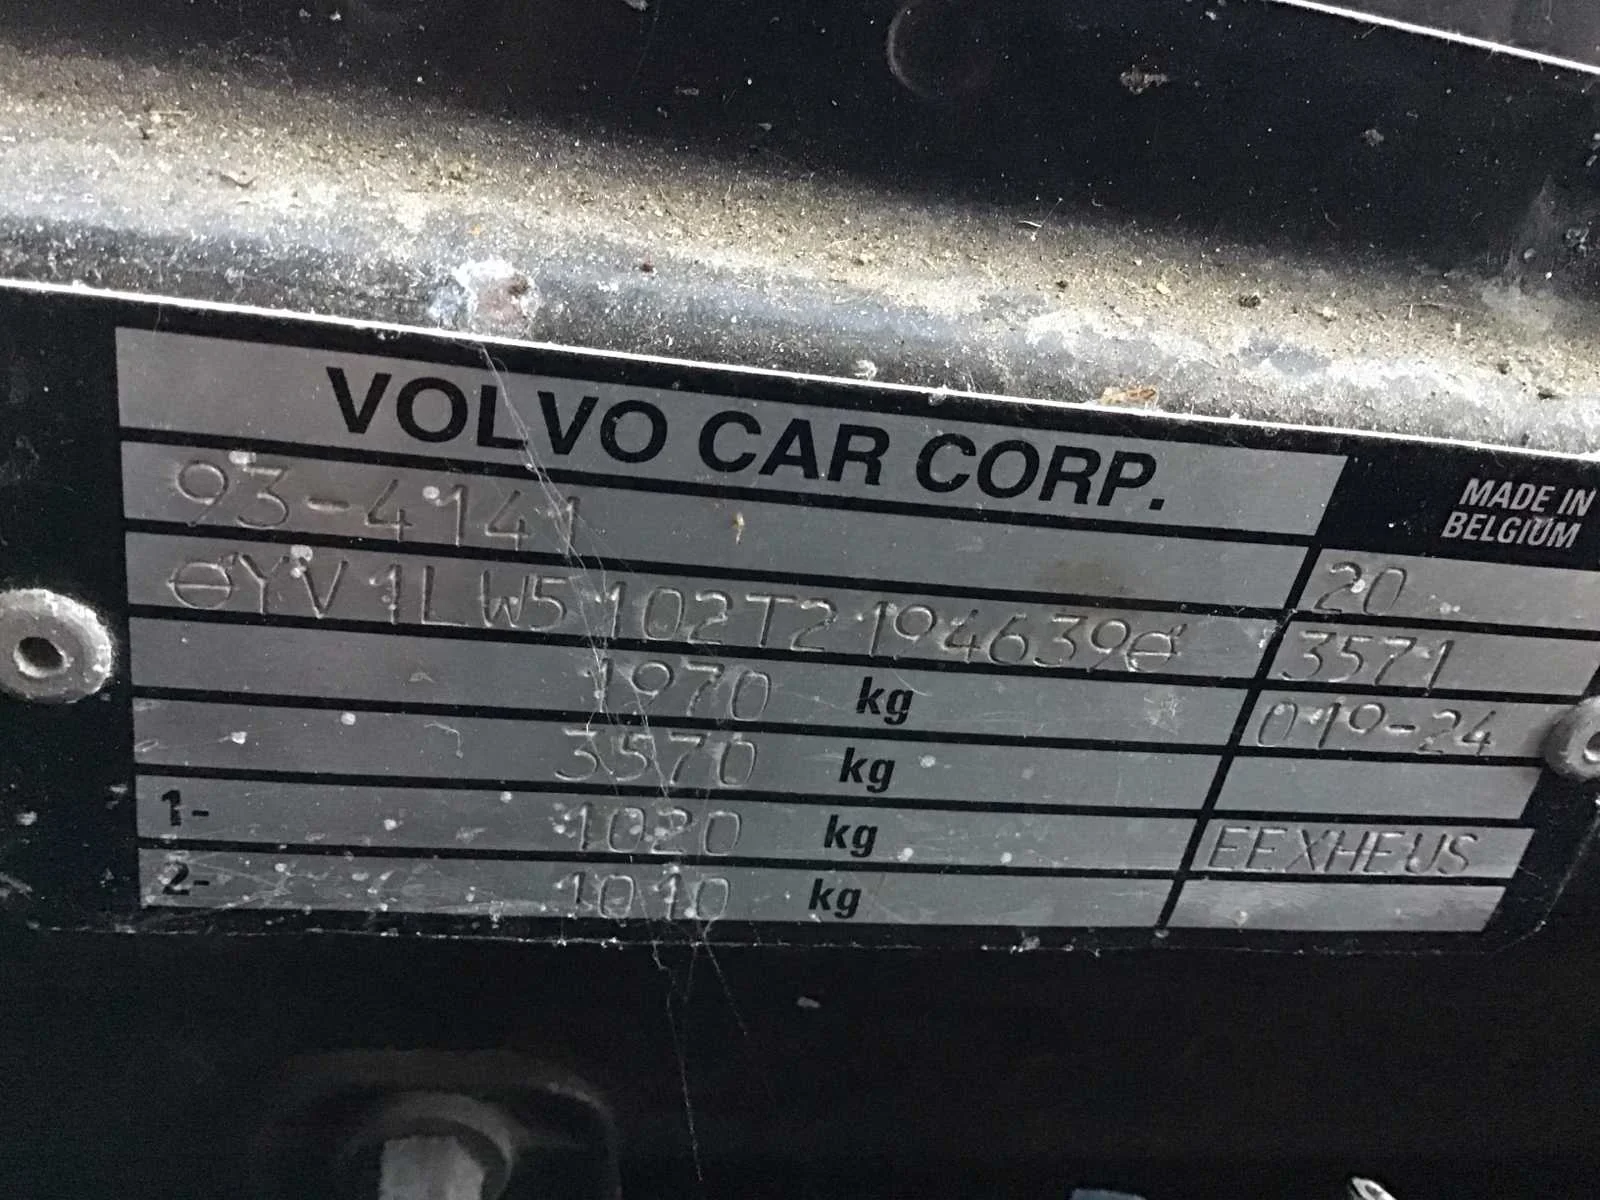 VOLVO CAR CORP.
MADE IN
BELGIUM
93-4141
20
YV1LW5102T2194639
3571
1970 kg
019-24
3570 kg
1- 1020 kg
EEXHEUS
2- 1010 kg